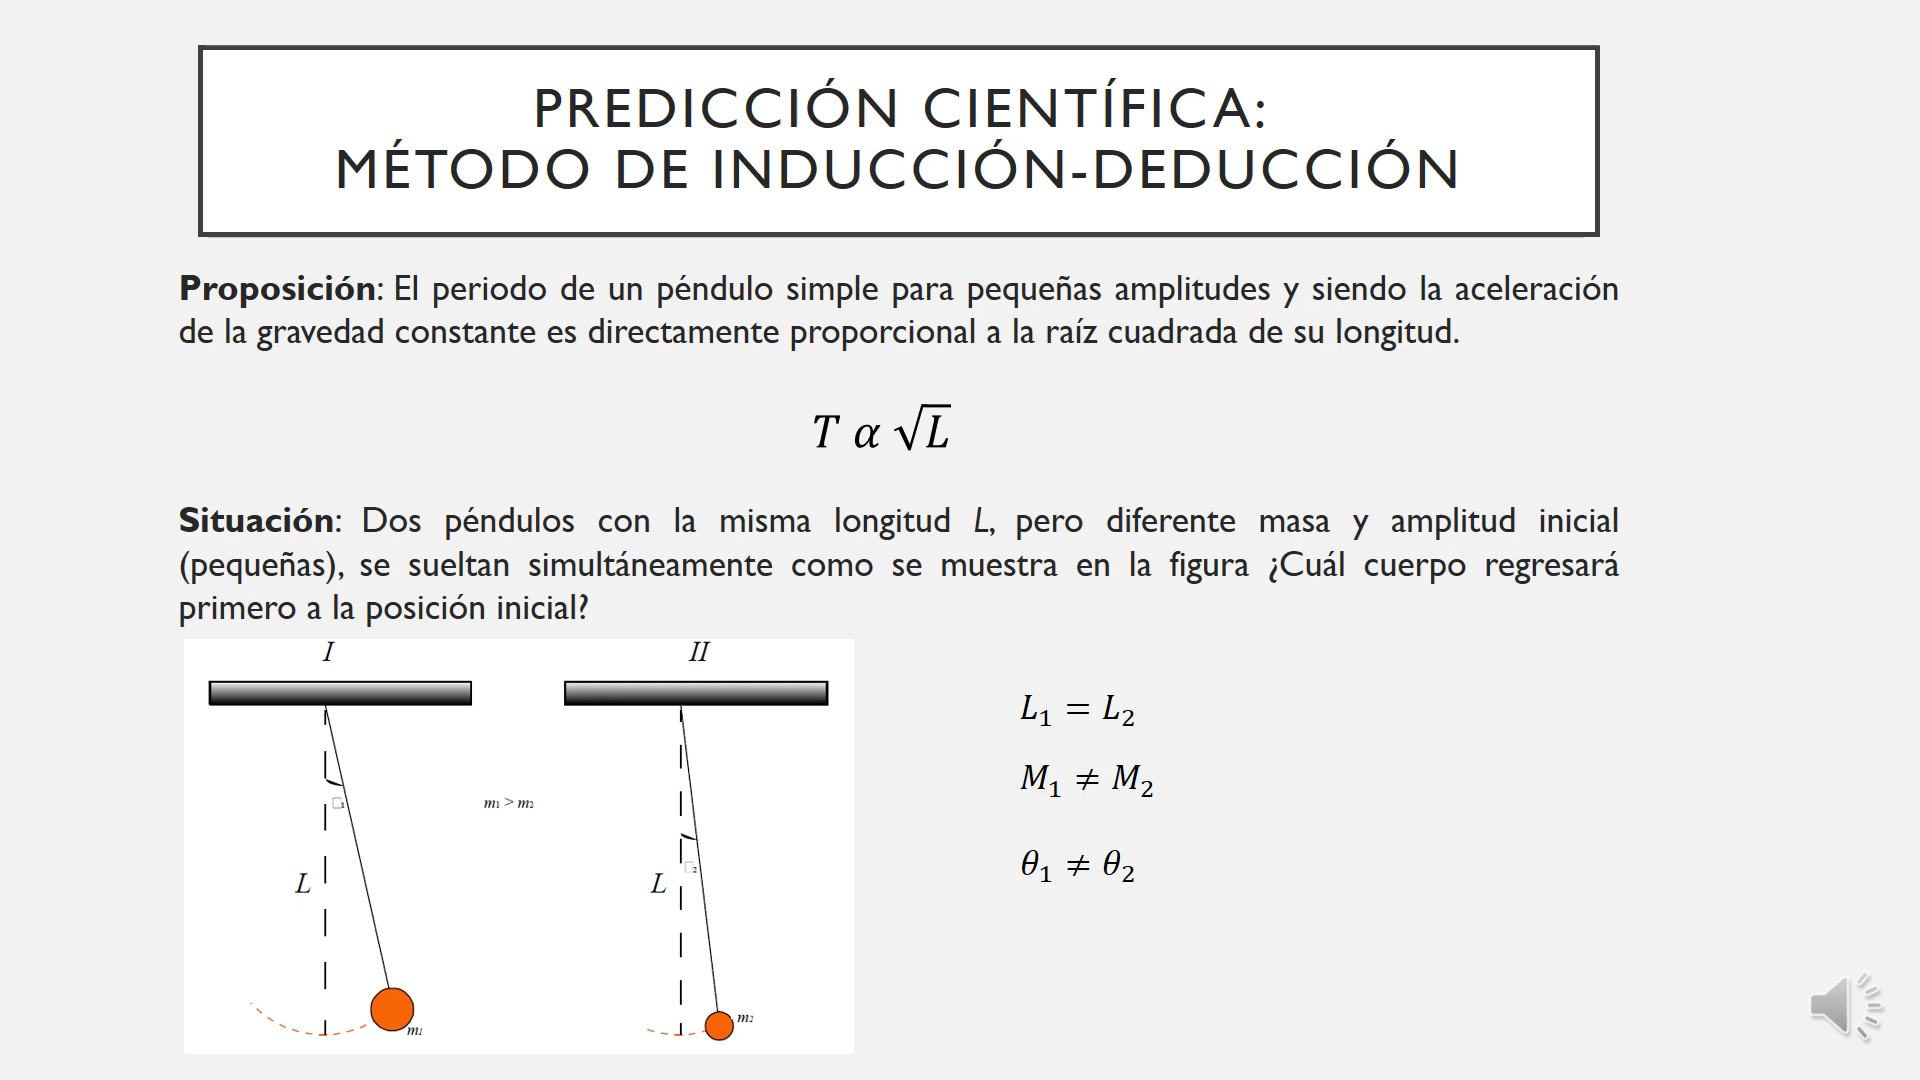 PREDICCIÓN CIENTÍFICA:
MÉTODO DE INDUCCIÓN-DEDUCCIÓN
Proposición: El periodo de un péndulo simple para pequeñas amplitudes y siendo la aceleración
de la gravedad constante es directamente proporcional a la raíz cuadrada de su longitud.
T α √L
Situación: Dos péndulos con la misma longitud L, pero diferente masa y amplitud inicial
(pequeñas), se sueltan simultáneamente como se muestra en la figura ¿Cuál cuerpo regresará
primero a la posición inicial?
I
II
□₁
m₁ > m₂
□₂
L
L
m₁
m₂
L₁ = L₂
M₁ ≠ M₂
θ₁ ≠ θ₂